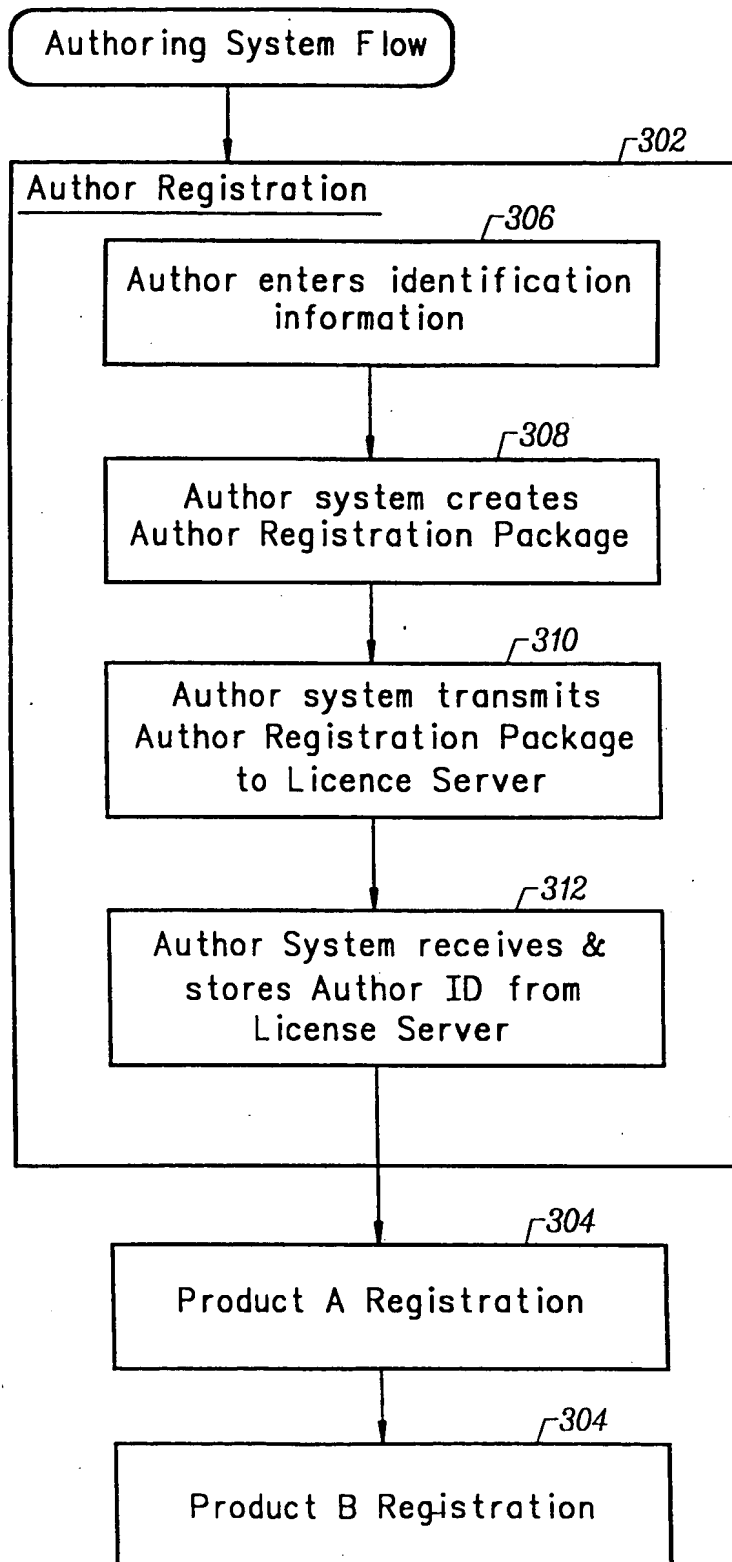 Authoring System Flow
302
Author Registration
306
Author enters identification
information
308
Author system creates
Author Registration Package
310
Author system transmits
Author Registration Package
to Licence Server
312
Author System receives &
stores Author ID from
License Server
304
Product A Registration
304
Product B Registration